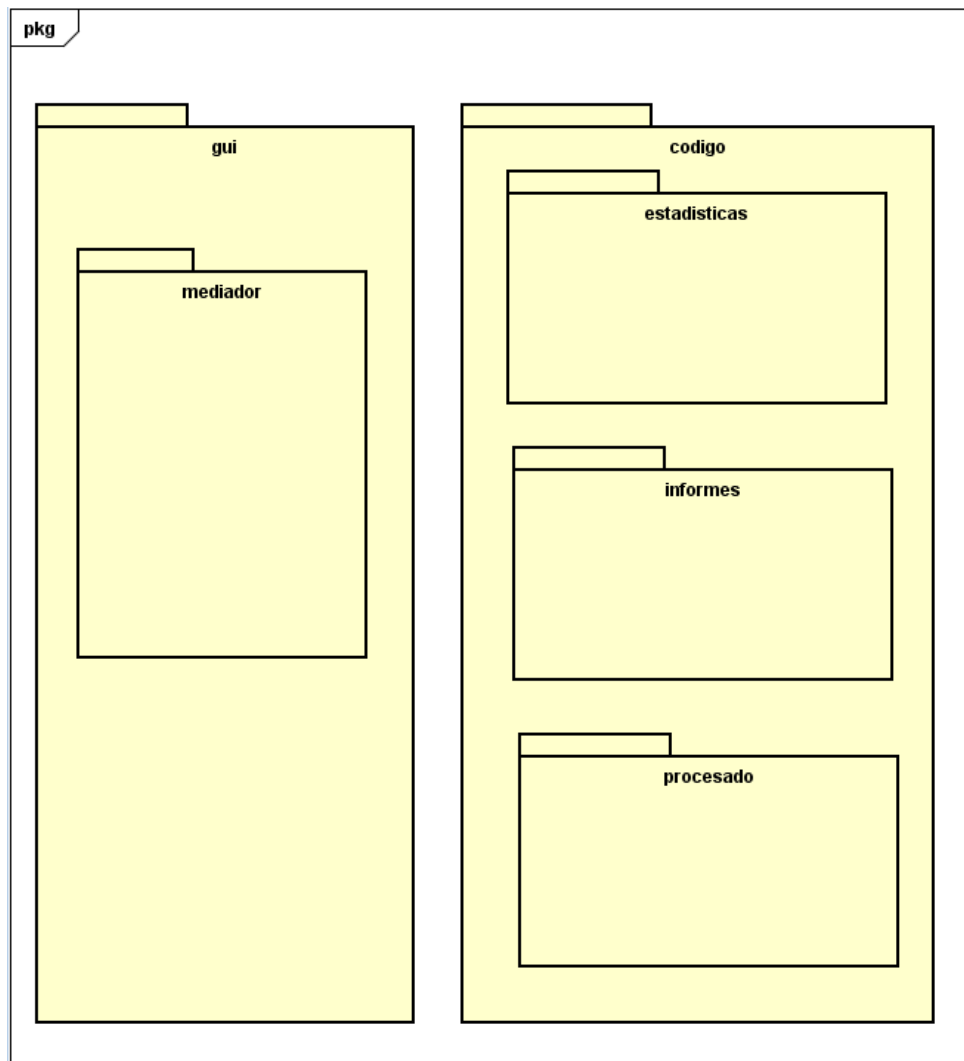 pkg
gui
mediador
codigo
estadisticas
informes
procesado